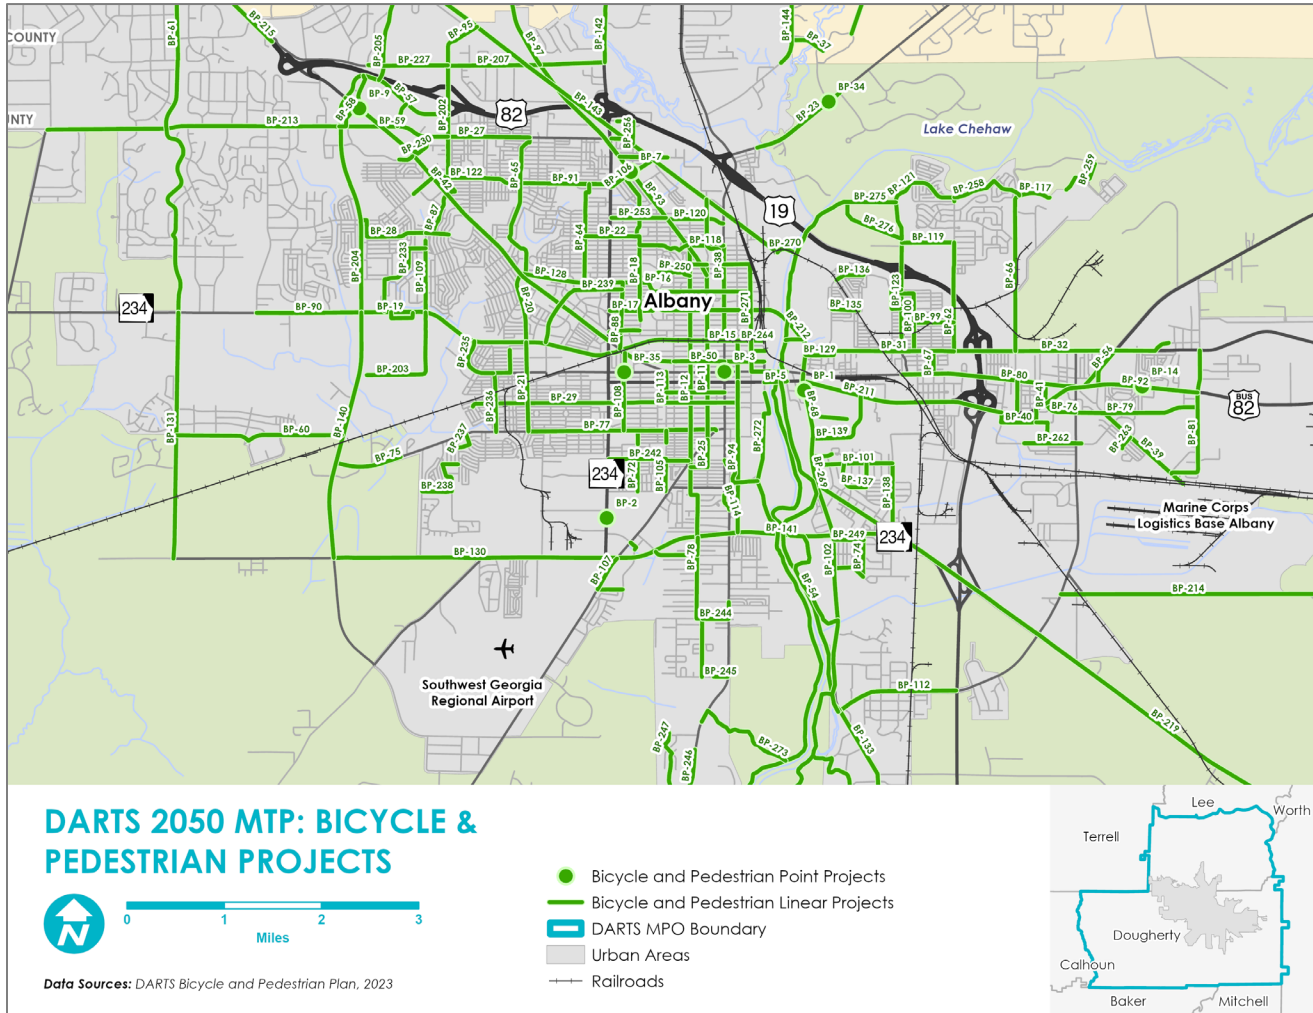 BP-61
BP-215
BP-205
BP-95
BP-97
BP-142
BP-144
BP-37
COUNTY
BP-227
BP-207
BP-34
BP-9
BP-57
BP-58
BP-202
82
BP-143
BP-23
UNTY
BP-213
BP-59
BP-27
BP-256
Lake Chehaw
BP-230
BP-65
BP-7
BP-259
BP-122
BP-42
BP-91
BP-106
BP-93
BP-121
BP-258
BP-117
BP-275
19
BP-87
BP-253
BP-120
BP-276
BP-28
BP-64
BP-22
BP-118
BP-270
BP-119
BP-204
BP-233
BP-109
BP-128
BP-18
BP-250
BP-38
BP-16
BP-136
BP-66
BP-239
BP-123
234
BP-90
BP-19
BP-20
BP-17
Albany
BP-271
BP-135
BP-100
BP-99
BP-62
BP-88
BP-15
BP-264
BP-212
BP-235
BP-35
BP-50
BP-3
BP-129
BP-31
BP-32
BP-67
BP-56
BP-203
BP-21
BP-113
BP-12
BP-11
BP-5
BP-1
BP-80
BP-14
BP-92
BP-236
BP-29
BP-108
BP-211
BP-41
BP-76
BP-79
BUS
82
BP-68
BP-40
BP-131
BP-60
BP-140
BP-237
BP-77
BP-272
BP-139
BP-262
BP-263
BP-39
BP-81
BP-75
BP-242
BP-25
BP-94
BP-101
BP-238
234
BP-72
BP-105
BP-269
BP-137
BP-138
BP-2
BP-114
Marine Corps
Logistics Base Albany
BP-141
BP-249
234
BP-130
BP-107
BP-78
BP-102
BP-74
BP-54
BP-214
BP-244
Southwest Georgia
Regional Airport
BP-245
BP-112
BP-247
BP-246
BP-273
BP-133
BP-219
DARTS 2050 MTP: BICYCLE &
PEDESTRIAN PROJECTS
N
0 1 2 3
Miles
Data Sources: DARTS Bicycle and Pedestrian Plan, 2023
Bicycle and Pedestrian Point Projects
Bicycle and Pedestrian Linear Projects
DARTS MPO Boundary
Urban Areas
Railroads
Lee
Worth
Terrell
Dougherty
Calhoun
Baker
Mitchell